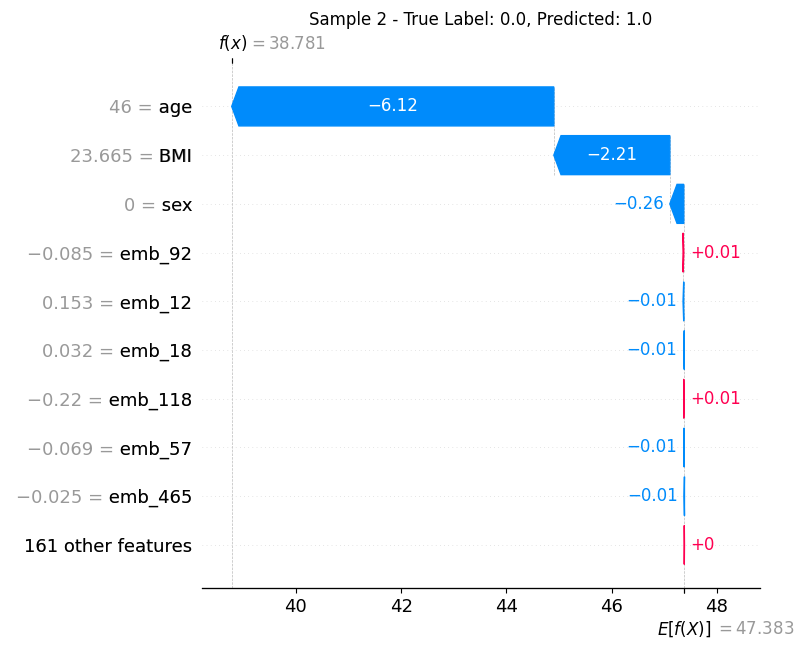 Sample 2 - True Label: 0.0, Predicted: 1.0
f(x) = 38.781
46 = age
−6.12
23.665 = BMI
−2.21
0 = sex
−0.26
−0.085 = emb_92
+0.01
0.153 = emb_12
−0.01
0.032 = emb_18
−0.01
−0.22 = emb_118
+0.01
−0.069 = emb_57
−0.01
−0.025 = emb_465
−0.01
161 other features
+0
40 42 44 46 48
E[f(X)] = 47.383